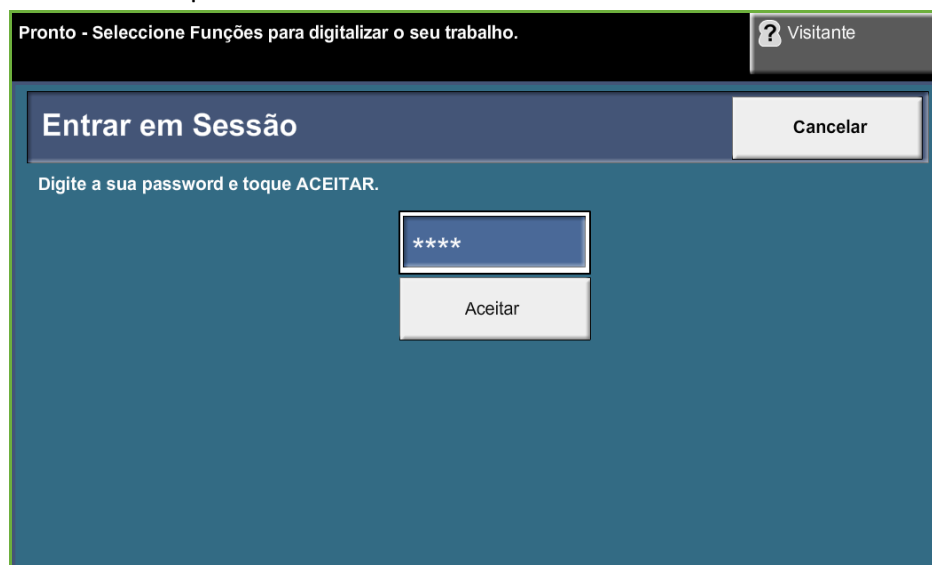 Pronto - Seleccione Funções para digitalizar o seu trabalho.
? Visitante
Entrar em Sessão
Cancelar
Digite a sua password e toque ACEITAR.
****
Aceitar